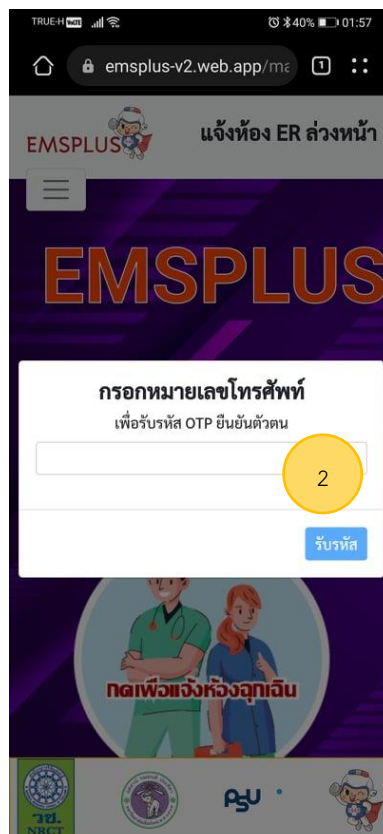 TRUE-H VoLTE 40% 01:57
emsplus-v2.web.app/ma 1
EMSPLUS
แจ้งห้อง ER ล่วงหน้า
EMSPLUS
กรอกหมายเลขโทรศัพท์
เพื่อรับรหัส OTP ยืนยันตัวตน
2
รับรหัส
กดเพื่อแจ้งห้องฉุกเฉิน
วช.
NRCT
PSU